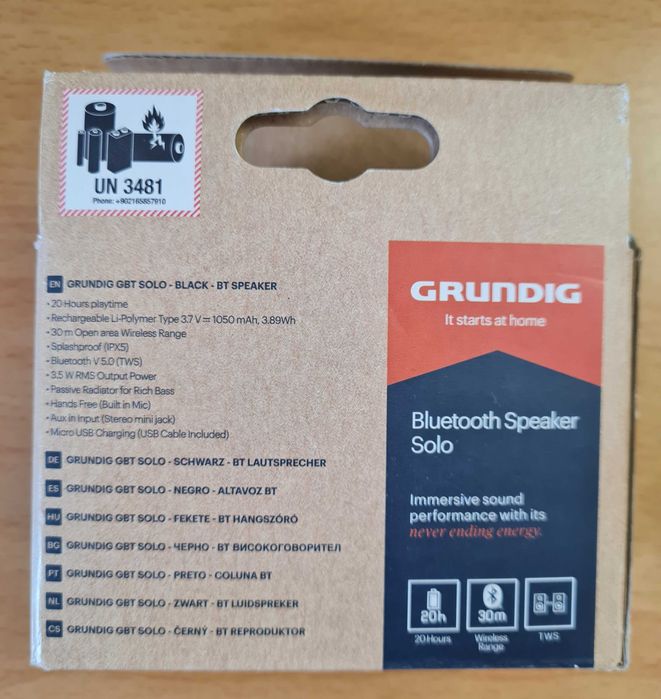 UN 3481
Phone: +902165857910
EN GRUNDIG GBT SOLO - BLACK - BT SPEAKER
• 20 Hours playtime
• Rechargeable Li-Polymer Type 3.7 V⎓1050 mAh, 3.89Wh
• 30 m Open area Wireless Range
• Splashproof (IPX5)
• Bluetooth V 5.0 (TWS)
• 3.5 W RMS Output Power
• Passive Radiator for Rich Bass
• Hands Free (Built in Mic)
• Aux in Input (Stereo mini jack)
• Micro USB Charging (USB Cable Included)
DE GRUNDIG GBT SOLO - SCHWARZ - BT LAUTSPRECHER
ES GRUNDIG GBT SOLO - NEGRO - ALTAVOZ BT
HU GRUNDIG GBT SOLO - FEKETE - BT HANGSZÓRÓ
BG GRUNDIG GBT SOLO - ЧЕРНО - BT ВИСОКОГОВОРИТЕЛ
PT GRUNDIG GBT SOLO - PRETO - COLUNA BT
NL GRUNDIG GBT SOLO - ZWART - BT LUIDSPREKER
CS GRUNDIG GBT SOLO - ČERNÝ - BT REPRODUKTOR
GRUNDIG
It starts at home
Bluetooth Speaker
Solo
Immersive sound
performance with its
never ending energy.
20h
30m
20 Hours
Wireless
Range
TWS